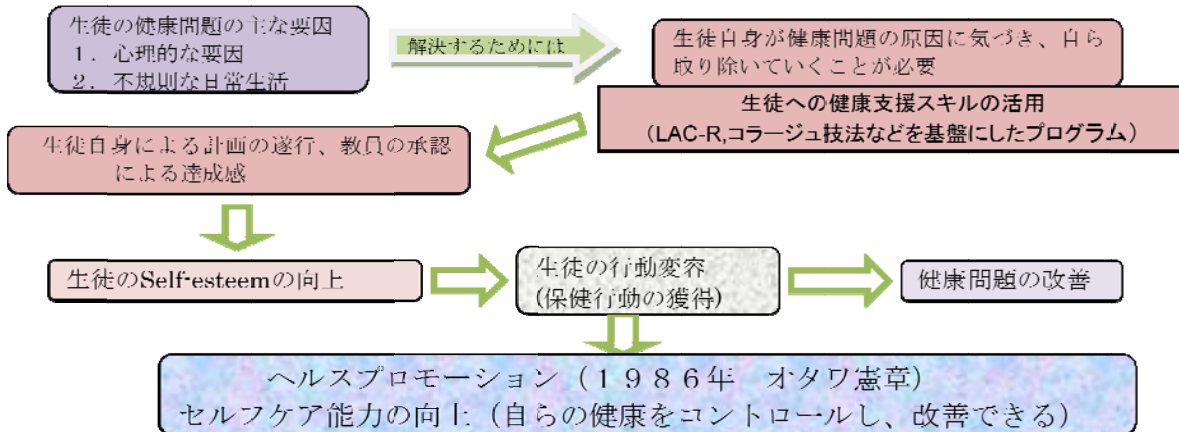 生徒の健康問題の主な要因
１．心理的な要因
２．不規則な日常生活
解決するためには
生徒自身が健康問題の原因に気づき、自ら
取り除いていくことが必要
生徒への健康支援スキルの活用
（LAC-R,コラージュ技法などを基盤にしたプログラム）
生徒自身による計画の遂行、教員の承認
による達成感
生徒のSelf-esteemの向上
生徒の行動変容
(保健行動の獲得)
健康問題の改善
ヘルスプロモーション（１９８６年　オタワ憲章）
セルフケア能力の向上（自らの健康をコントロールし、改善できる）